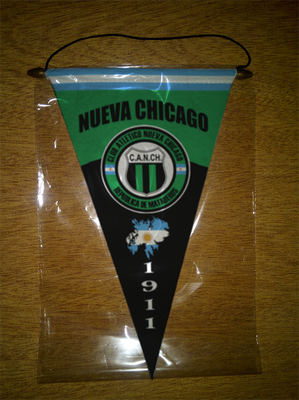 NUEVA CHICAGO
CLUB ATLETICO NUEVA CHICAGO
C.A.N.CH.
REPUBLICA DE MATADEROS
1911